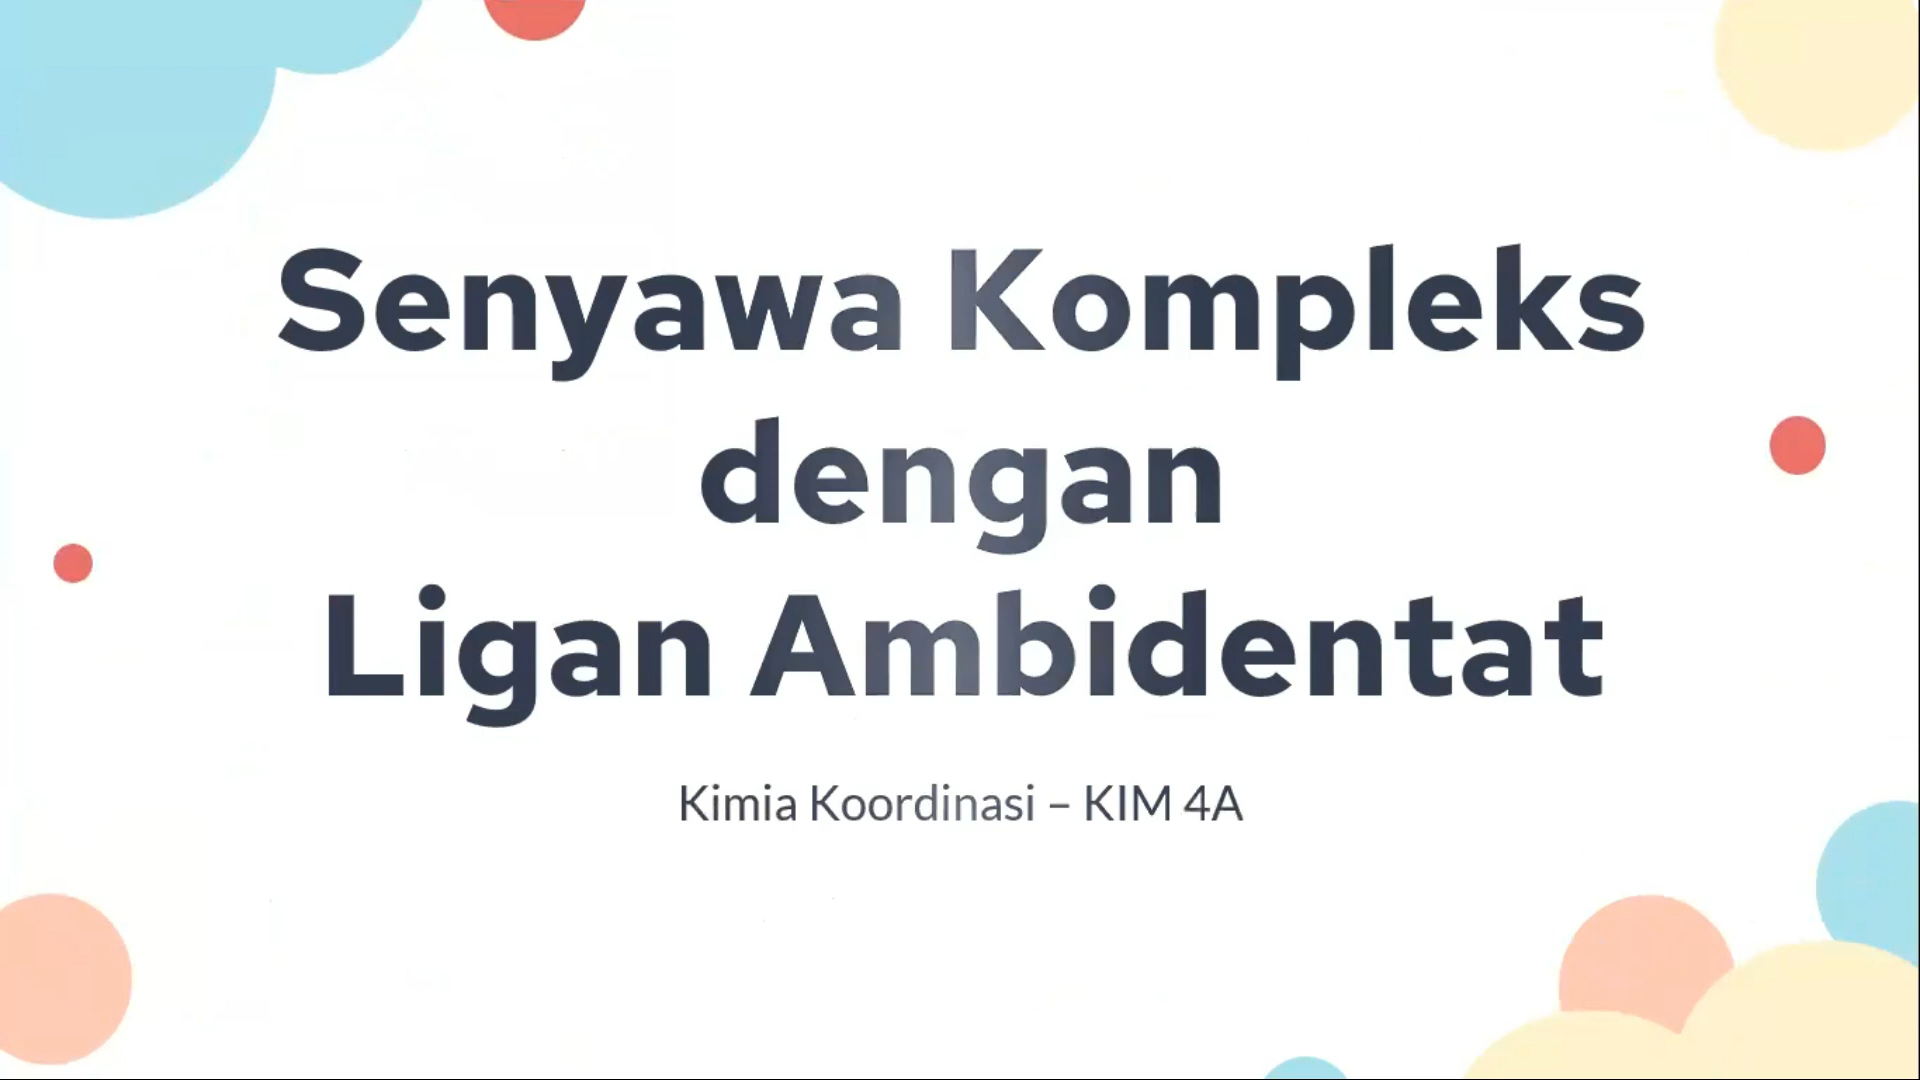 Senyawa Kompleks
dengan
Ligan Ambidentat
Kimia Koordinasi – KIM 4A